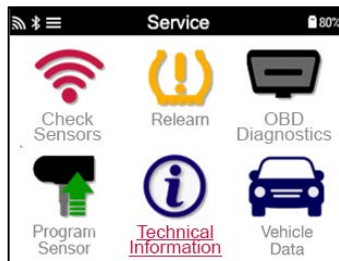 Service
80%
Check
Sensors
Relearn
OBD
Diagnostics
Program
Sensor
Technical
Information
Vehicle
Data